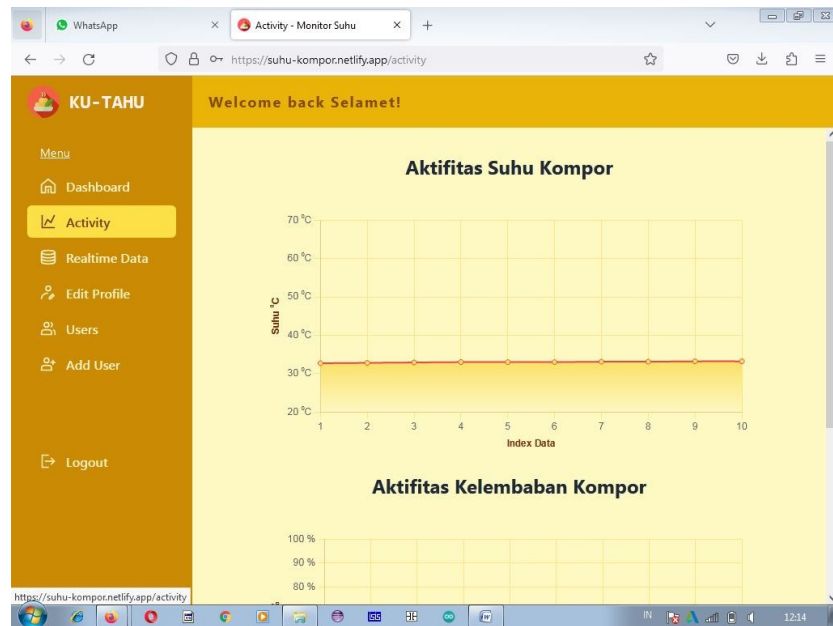 WhatsApp
Activity - Monitor Suhu
https://suhu-kompor.netlify.app/activity
KU-TAHU
Welcome back Selamet!
Menu
Dashboard
Activity
Realtime Data
Edit Profile
Users
Add User
Logout
Aktifitas Suhu Kompor
70 °C
60 °C
50 °C
40 °C
30 °C
20 °C
Suhu °C
1 2 3 4 5 6 7 8 9 10
Index Data
Aktifitas Kelembaban Kompor
100 %
90 %
80 %
https://suhu-kompor.netlify.app/activity
IN
12:14